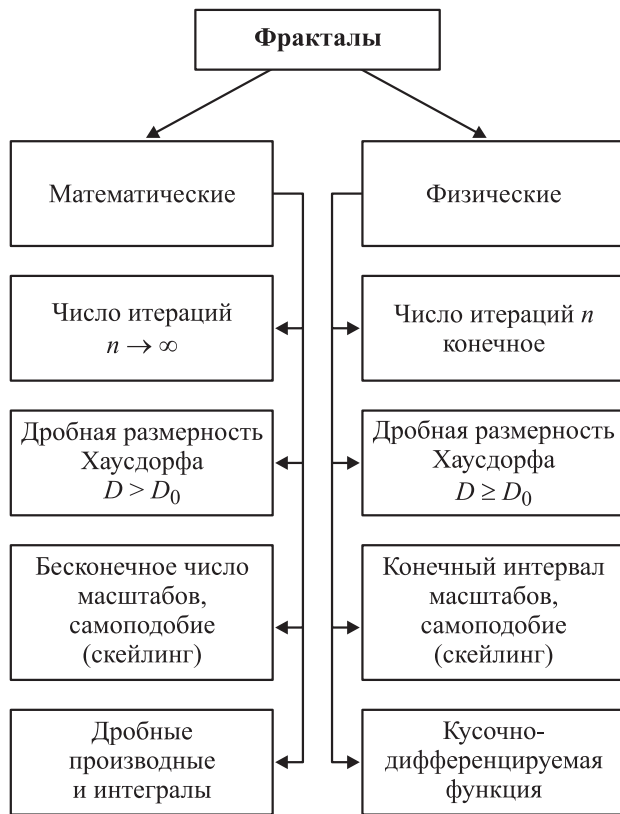 Фракталы
Математические
Физические
Число итераций
n → ∞
Число итераций n
конечное
Дробная размерность
Хаусдорфа
D > D₀
Дробная размерность
Хаусдорфа
D ≥ D₀
Бесконечное число
масштабов,
самоподобие
(скейлинг)
Конечный интервал
масштабов,
самоподобие
(скейлинг)
Дробные
производные
и интегралы
Кусочно-
дифференцируемая
функция